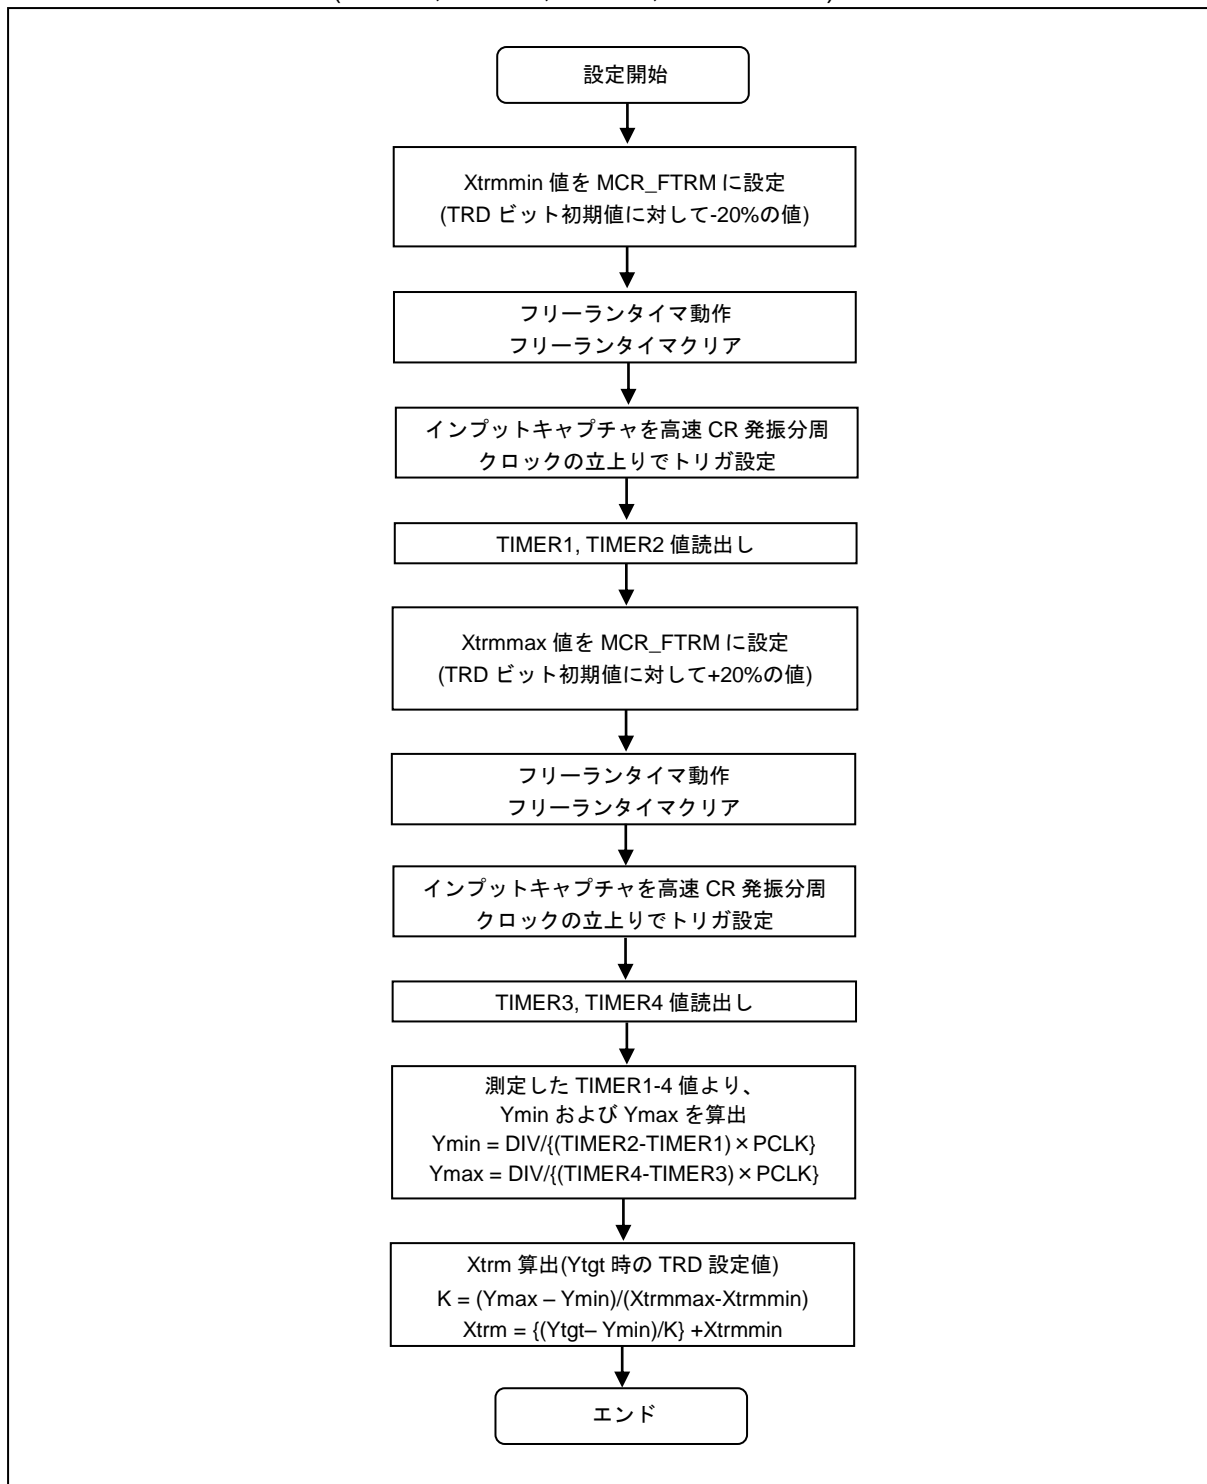 設定開始
Xtrmmin 値を MCR_FTRM に設定
(TRD ビット初期値に対して-20%の値)
フリーランタイマ動作
フリーランタイマクリア
インプットキャプチャを高速 CR 発振分周
クロックの立上りでトリガ設定
TIMER1, TIMER2 値読出し
Xtrmmax 値を MCR_FTRM に設定
(TRD ビット初期値に対して+20%の値)
フリーランタイマ動作
フリーランタイマクリア
インプットキャプチャを高速 CR 発振分周
クロックの立上りでトリガ設定
TIMER3, TIMER4 値読出し
測定した TIMER1-4 値より、
Ymin および Ymax を算出
Ymin = DIV/{(TIMER2-TIMER1)×PCLK}
Ymax = DIV/{(TIMER4-TIMER3)×PCLK}
Xtrm 算出(Ytgt 時の TRD 設定値)
K = (Ymax – Ymin)/(Xtrmmax-Xtrmmin)
Xtrm = {(Ytgt– Ymin)/K} +Xtrmmin
エンド